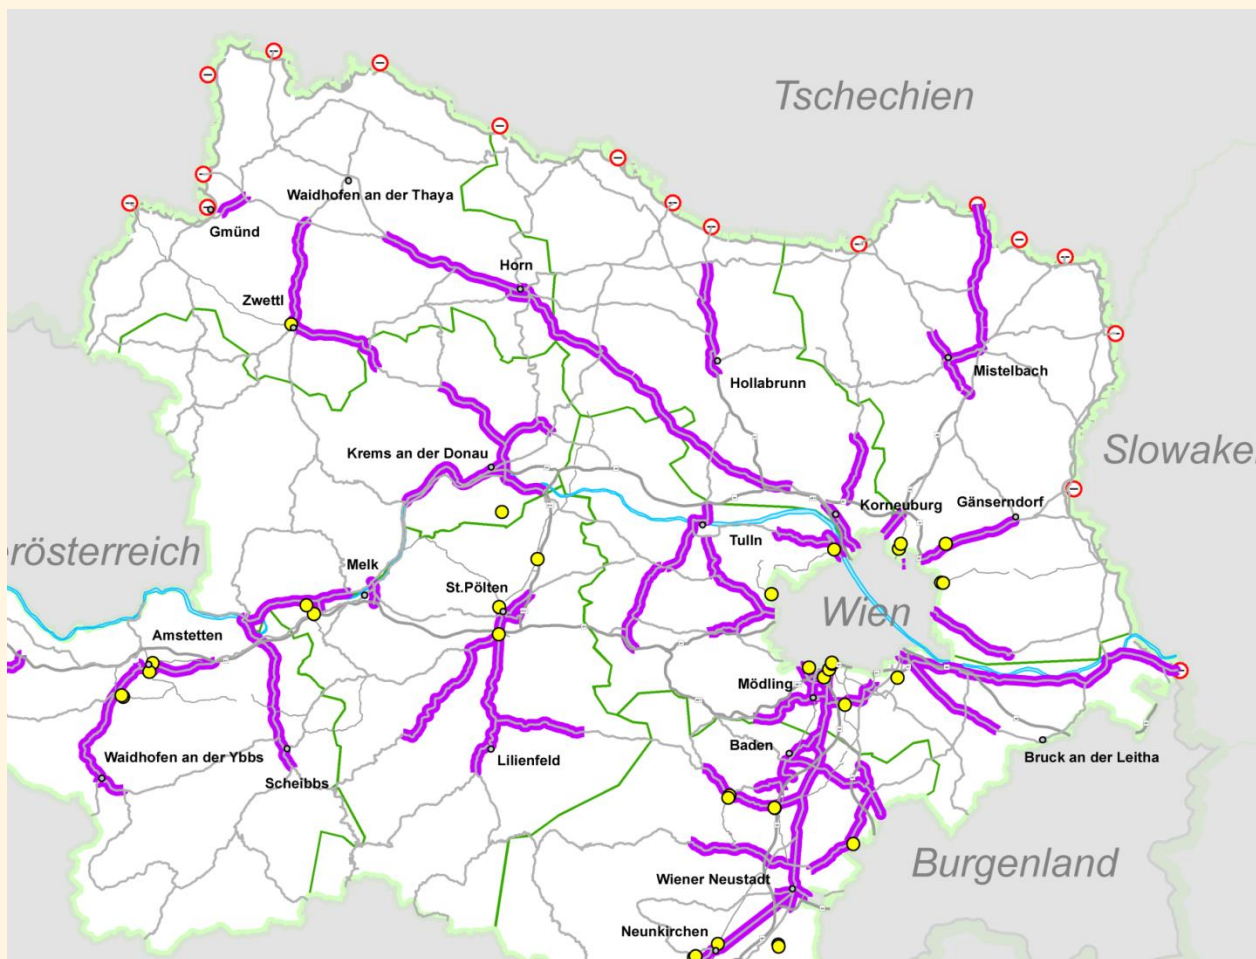 Tschechien
Waidhofen an der Thaya
Gmünd
Horn
Zwettl
Hollabrunn
Mistelbach
Slowake
Krems an der Donau
Korneuburg
Gänserndorf
Tulln
erösterreich
Melk
St.Pölten
Wien
Amstetten
Mödling
Baden
Waidhofen an der Ybbs
Lilienfeld
Bruck an der Leitha
Scheibbs
Burgenland
Wiener Neustadt
Neunkirchen